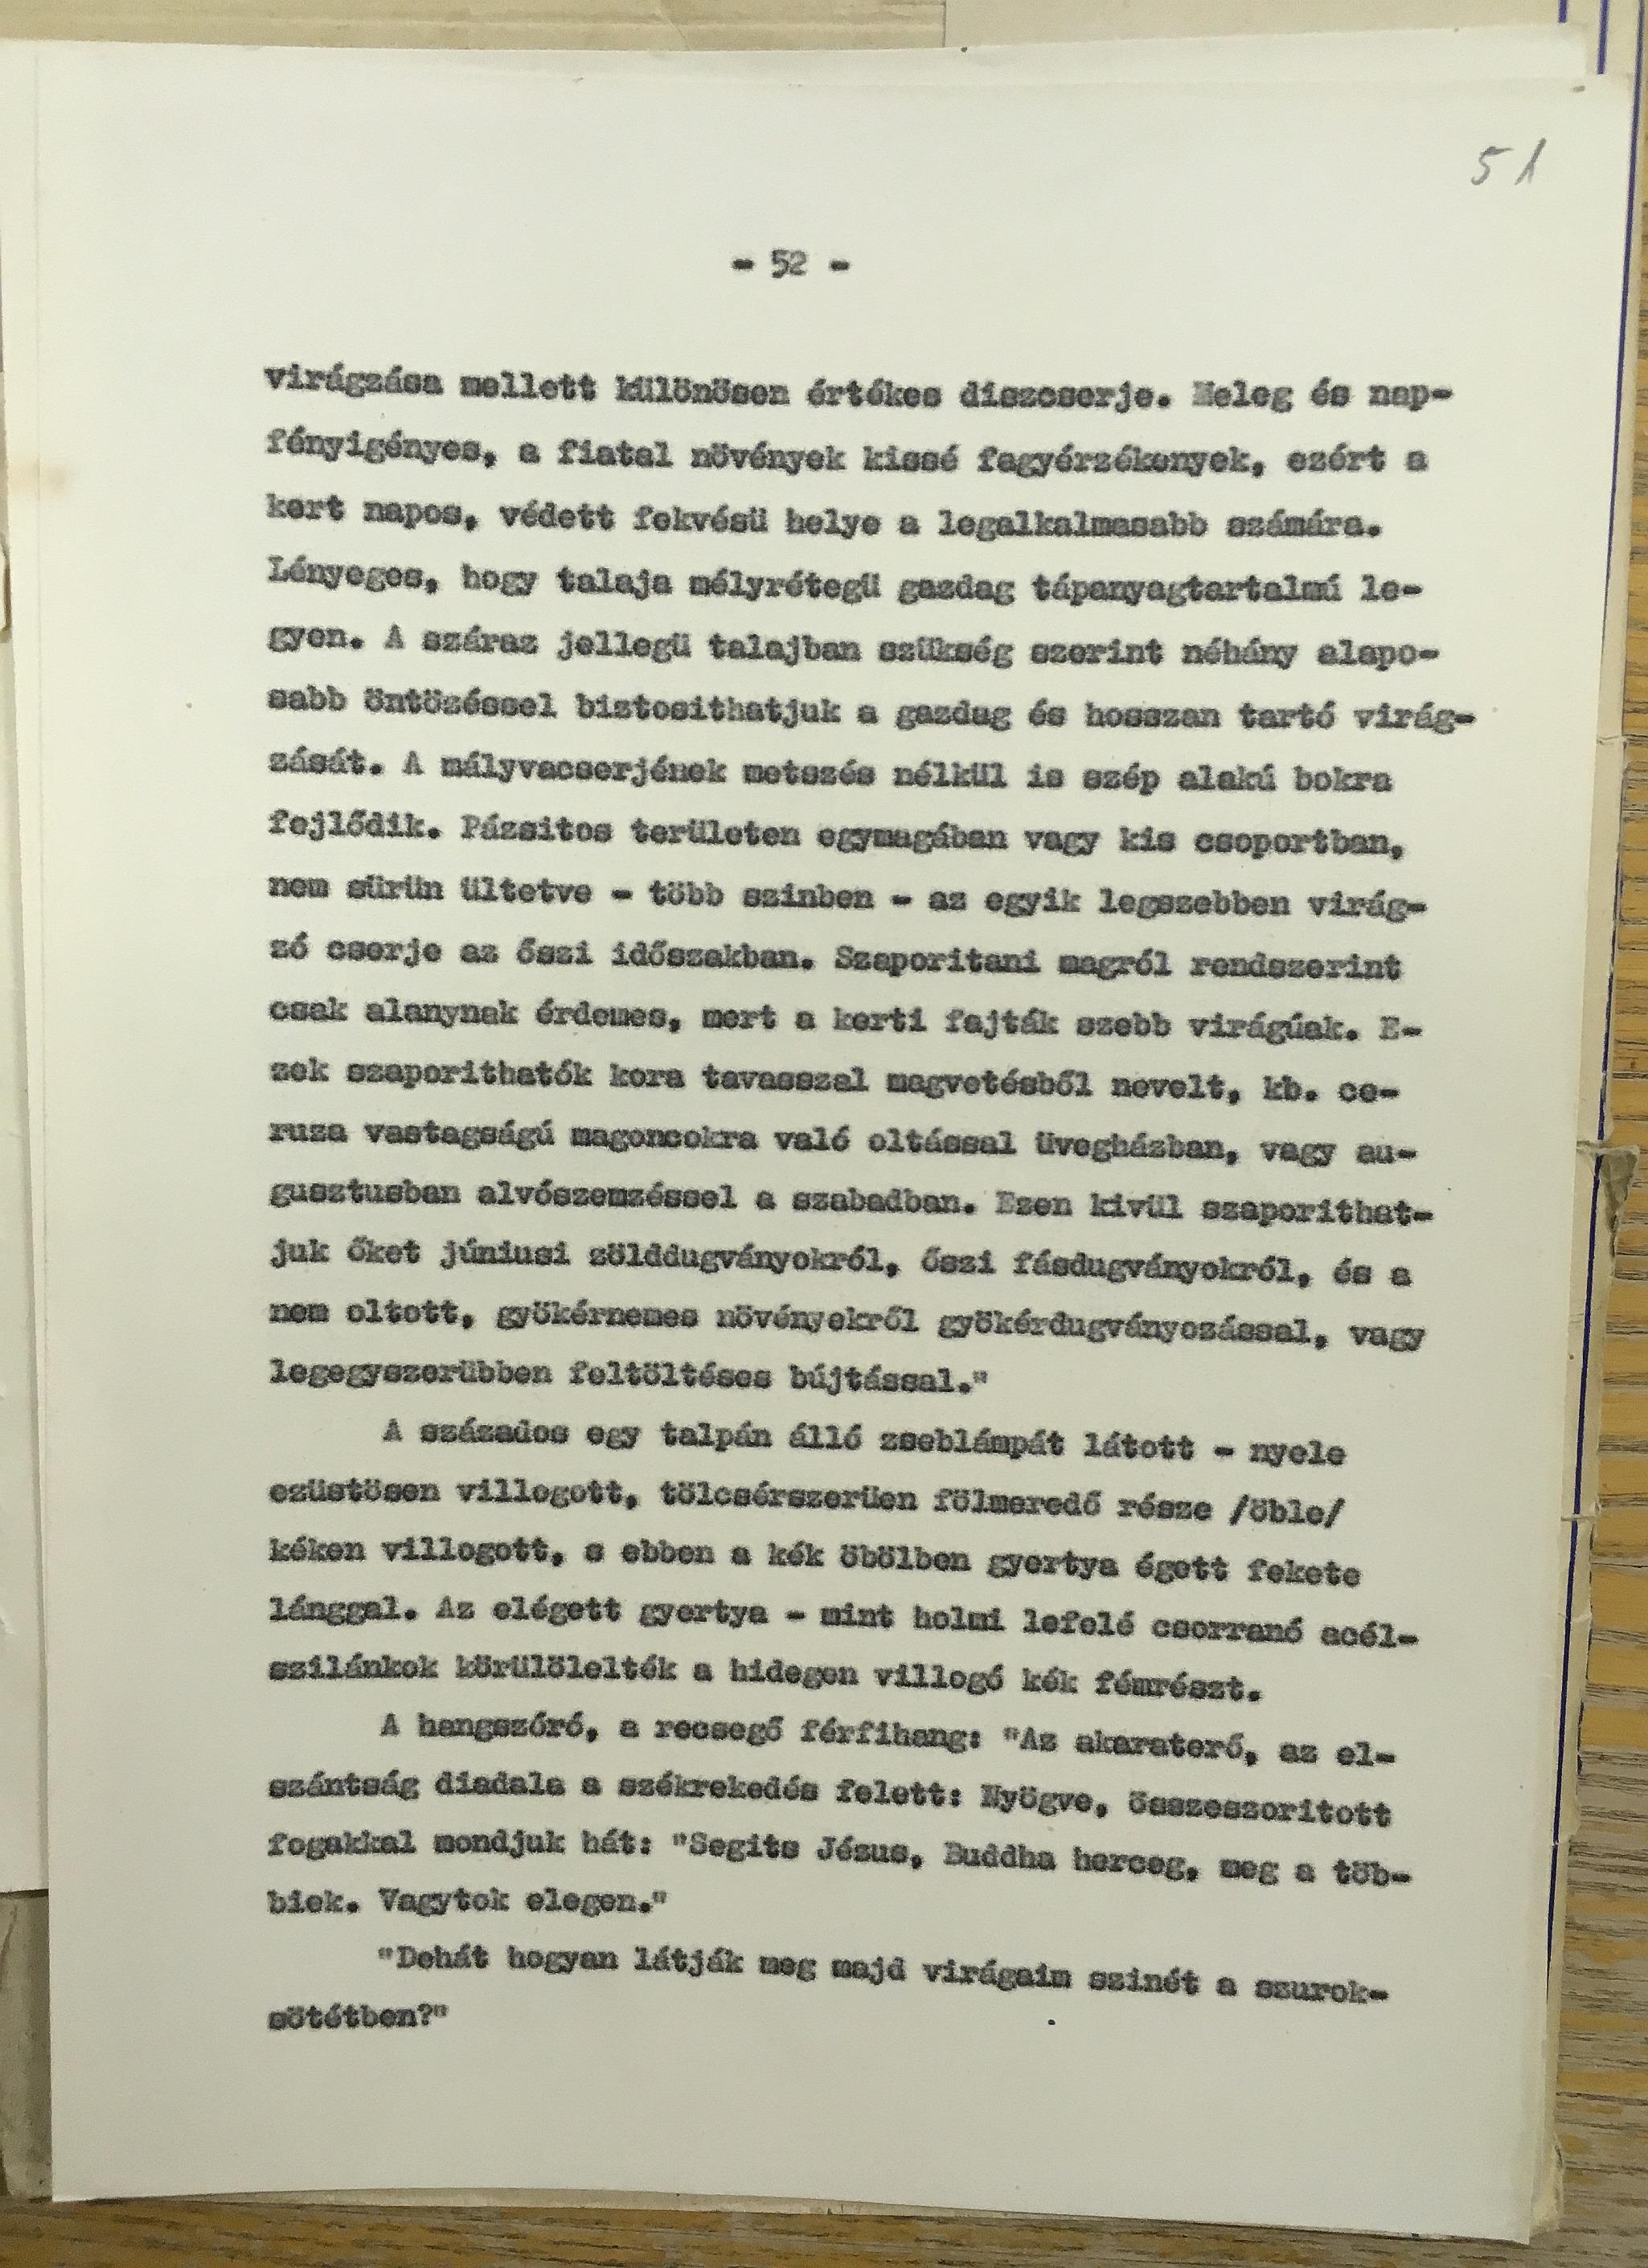 51
- 52 -
virágzása mellett különösen értékes diszcserje. Meleg és nap-
fényigényes, a fiatal növények kissé fagyérzékenyek, ezért a
kert napos, védett fekvésü helye a legalkalmasabb számára.
Lényeges, hogy talaja mélyrétegü gazdag tápanyagtartalmú le-
gyen. A száraz jellegü talajban szükség szerint néhány alapo-
sabb öntözéssel biztosithatjuk a gazdag és hosszan tartó virág-
zását. A mályvacserjének metszés nélkül is szép alakú bokra
fejlődik. Pázsitos területen egymagában vagy kis csoportban,
nem sürün ültetve - több szinben - az egyik legszebben virág-
zó cserje az őszi időszakban. Szaporitani magról rendszerint
csak alanynak érdemes, mert a kerti fajták szebb virágúak. E-
zek szaporithatók kora tavasszal magvetésből nevelt, kb. ce-
ruza vastagságú magoncokra való oltással üvegházban, vagy au-
gusztusban alvószemzéssel a szabadban. Ezen kivül szaporithat-
juk őket júniusi zölddugványokról, őszi fásdugványokról, és a
nem oltott, gyökérnemes növényekről gyökérdugványozással, vagy
legegyszerübben feltöltéses bújtással."
A százados egy talpán álló zseblámpát látott - nyele
ezüstösen villogott, tölcsérszerüen fölmeredő része /öble/
kéken villogott, s ebben a kék öbölben gyertya égett fekete
lánggal. Az elégett gyertya - mint holmi lefelé csorranó acél-
szilánkok körülölelték a hidegen villogó kék fémrészt.
A hangszóró, a recsegő férfihang: "Az akaraterő, az el-
szántság diadala a székrekedés felett: Nyögve, összeszoritott
fogakkal mondjuk hát: "Segits Jézus, Buddha herceg, meg a töb-
biek. Vagytok elegen."
"Dehát hogyan látják meg majd virágaim szinét a szurok-
sötétben?"